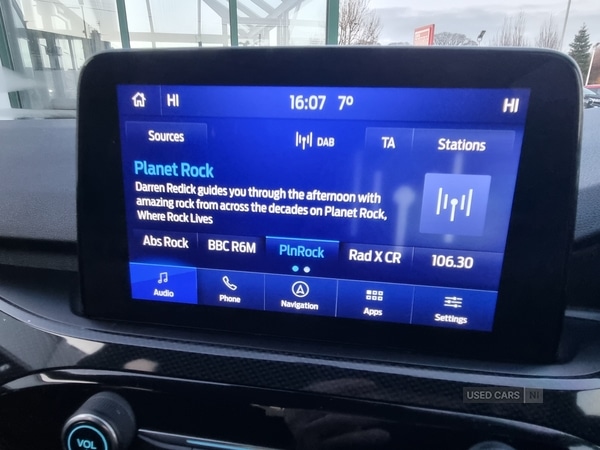 HI 16:07 7º HI
Sources DAB TA Stations
Planet Rock
Darren Redick guides you through the afternoon with
amazing rock from across the decades on Planet Rock,
Where Rock Lives
Abs Rock BBC R6M PlnRock Rad X CR 106.30
Audio Phone Navigation Apps Settings
USED CARS NI
VOL